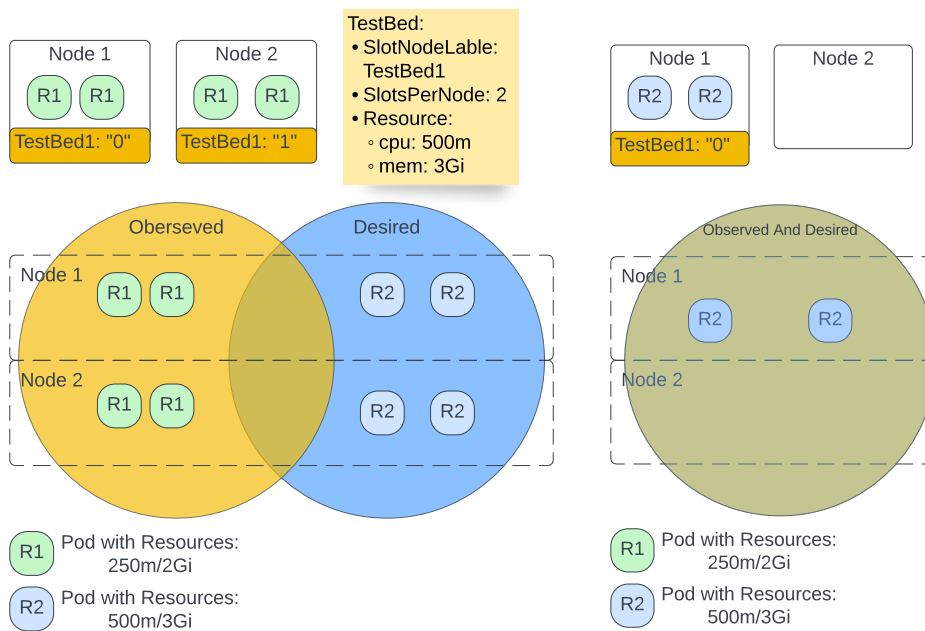 Node 1
R1 R1
TestBed1: "0"
Node 2
R1 R1
TestBed1: "1"
TestBed:
• SlotNodeLable:
TestBed1
• SlotsPerNode: 2
• Resource:
◦ cpu: 500m
◦ mem: 3Gi
Oberseved
Desired
Node 1
R1 R1
R2 R2
Node 2
R1 R1
R2 R2
R1
Pod with Resources:
250m/2Gi
R2
Pod with Resources:
500m/3Gi
Node 1
R2 R2
TestBed1: "0"
Node 2
Observed And Desired
Node 1
R2 R2
Node 2
R1
Pod with Resources:
250m/2Gi
R2
Pod with Resources:
500m/3Gi